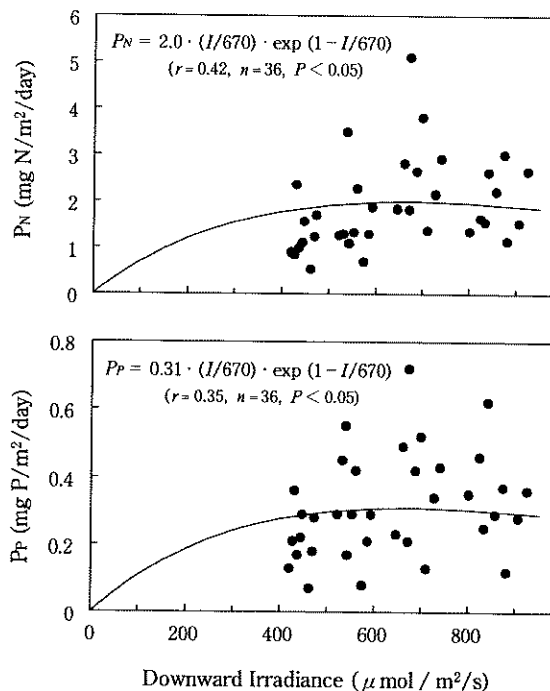 6
P_N = 2.0 · (I/670) · exp (1 − I/670)
(r = 0.42, n = 36, P < 0.05)
5
4
3
2
1
0
P_N (mg N/m²/day)
0.8
P_P = 0.31 · (I/670) · exp (1 − I/670)
(r = 0.35, n = 36, P < 0.05)
0.6
0.4
0.2
0
P_P (mg P/m²/day)
0 200 400 600 800
Downward Irradiance (μ mol / m²/s)